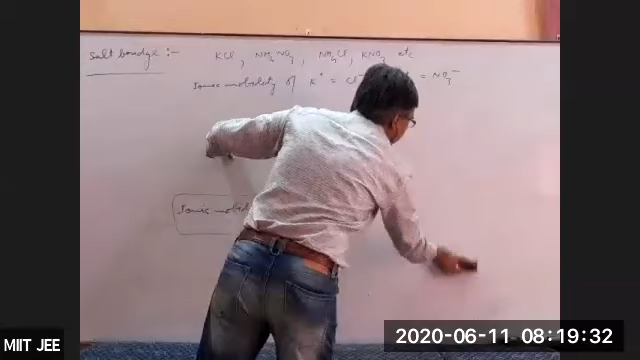 Salt bridge :-
KCl, NH4NO3, NH4Cl, KNO3 etc
Ionic mobility of K+ = Cl- = NO3-
Ionic
MIIT JEE
2020-06-11 08:19:32